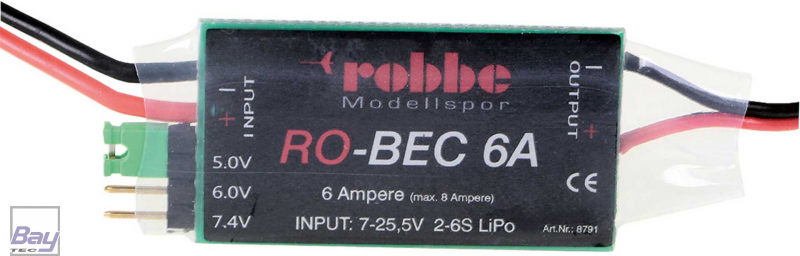 robbe
Modellspor
RO-BEC 6A
6 Ampere (max. 8 Ampere)
INPUT: 7-25,5V 2-6S LiPo
Art.Nr.: 8791
+ INPUT –
OUTPUT
– +
CE
5.0V
6.0V
7.4V
Bay
TEC